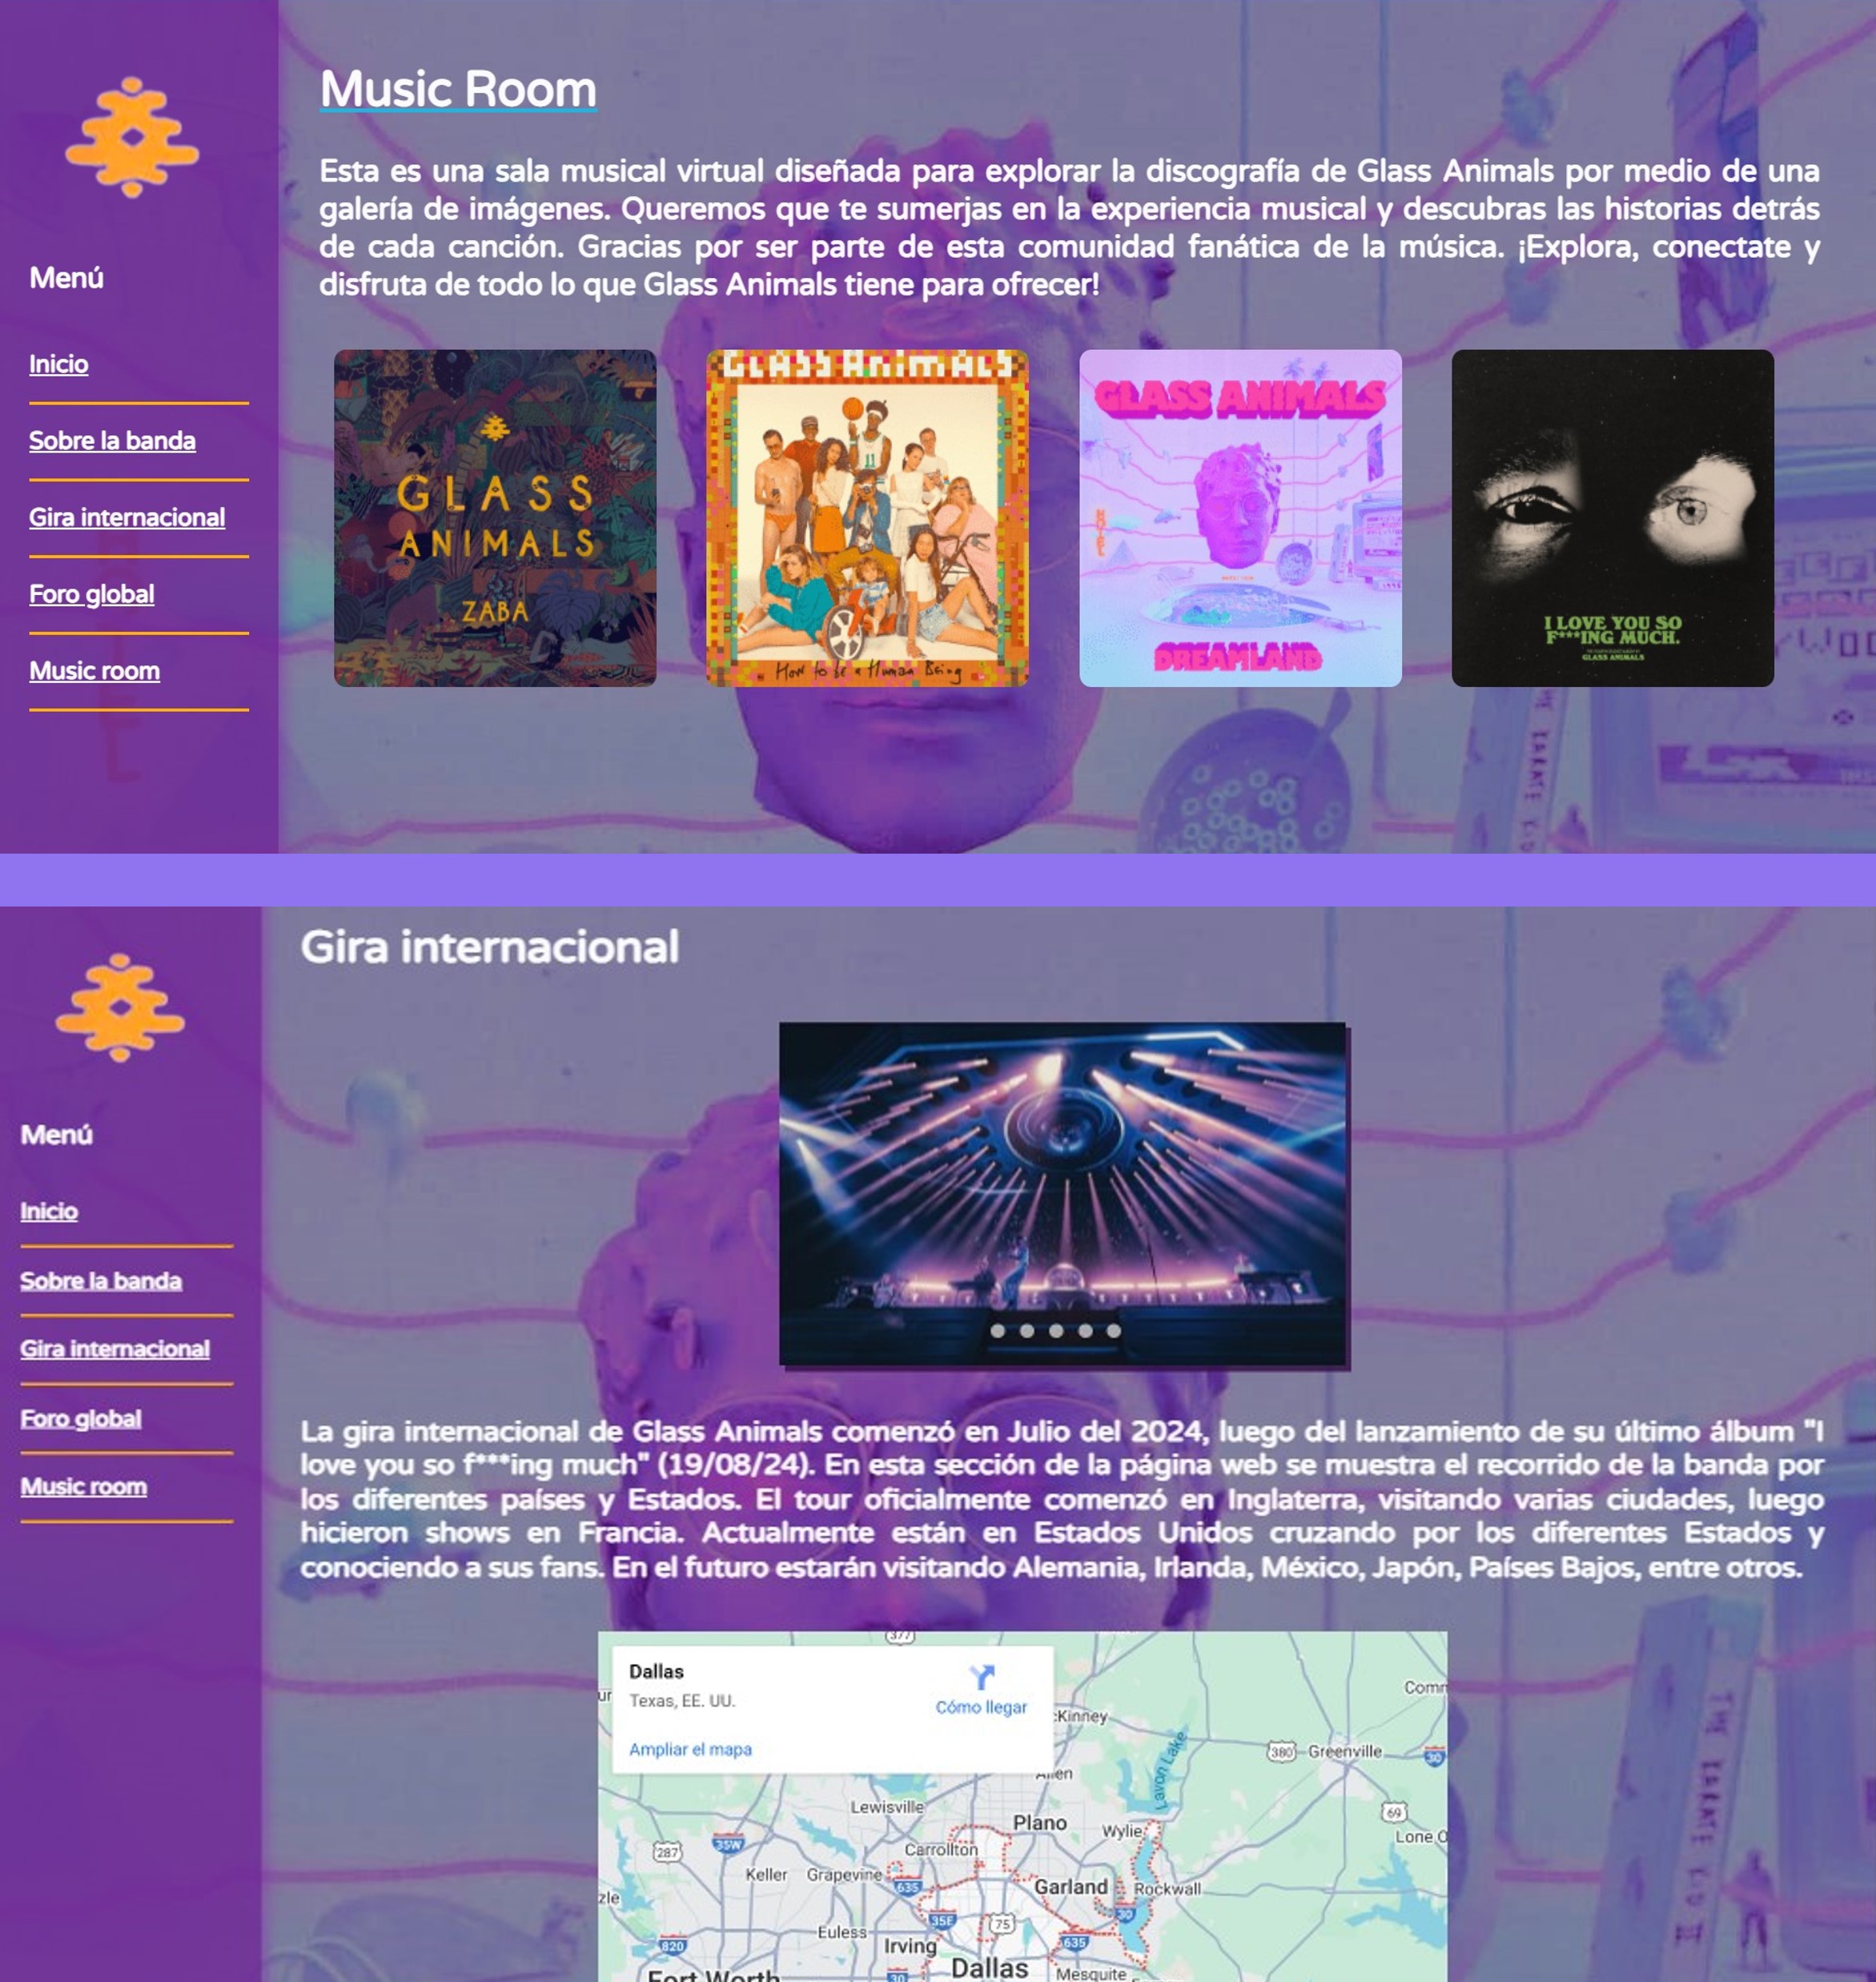 Music Room
Esta es una sala musical virtual diseñada para explorar la discografía de Glass Animals por medio de una
galería de imágenes. Queremos que te sumerjas en la experiencia musical y descubras las historias detrás
de cada canción. Gracias por ser parte de esta comunidad fanática de la música. ¡Explora, conectate y
disfruta de todo lo que Glass Animals tiene para ofrecer!
Menú
Inicio
Sobre la banda
Gira internacional
Foro global
Music room
GLASS
ANIMALS
ZABA
GLASS AnimALS
How to be a Human Being
GLASS ANIMALS
DREAMLAND
I LOVE YOU SO
F***ING MUCH.
GLASS ANIMALS
Gira internacional
Menú
Inicio
Sobre la banda
Gira internacional
Foro global
Music room
La gira internacional de Glass Animals comenzó en Julio del 2024, luego del lanzamiento de su último álbum "I
love you so f***ing much" (19/08/24). En esta sección de la página web se muestra el recorrido de la banda por
los diferentes países y Estados. El tour oficialmente comenzó en Inglaterra, visitando varias ciudades, luego
hicieron shows en Francia. Actualmente están en Estados Unidos cruzando por los diferentes Estados y
conociendo a sus fans. En el futuro estarán visitando Alemania, Irlanda, México, Japón, Países Bajos, entre otros.
377
Dallas
Texas, EE. UU.
Cómo llegar
Ampliar el mapa
cKinney
380
Greenville
30
Allen
Lavon Lake
Lewisville
Plano
Wylie
69
Lone O
287
35W
Carrollton
Keller
Grapevine
635
Garland
Rockwall
30
35E
75
Euless
Irving
635
820
30
Dallas
Mesquite
Fort Worth
THE KARATE